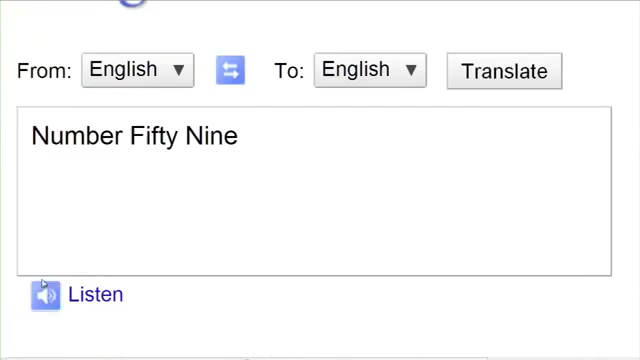 From: English ▼ To: English ▼ Translate
Number Fifty Nine
Listen